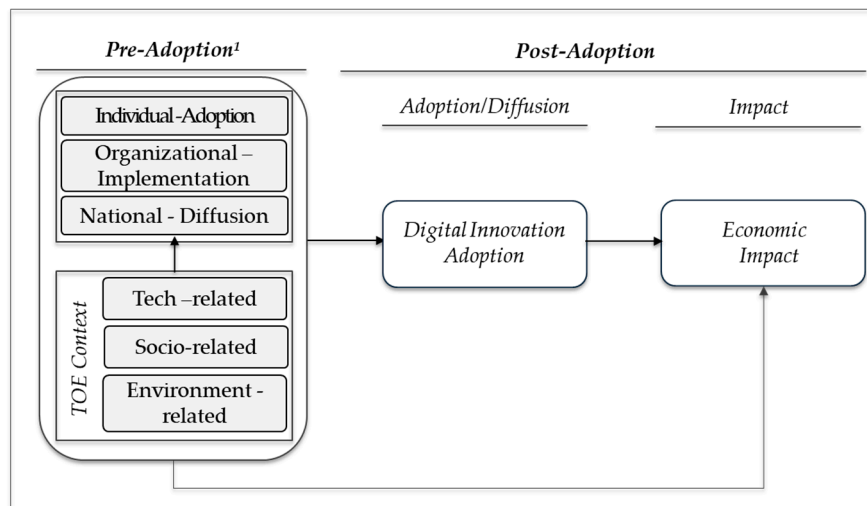 Pre-Adoption¹
Post-Adoption
Adoption/Diffusion
Impact
Individual-Adoption
Organizational –
Implementation
National - Diffusion
Digital Innovation
Adoption
Economic
Impact
TOE Context
Tech –related
Socio-related
Environment -
related